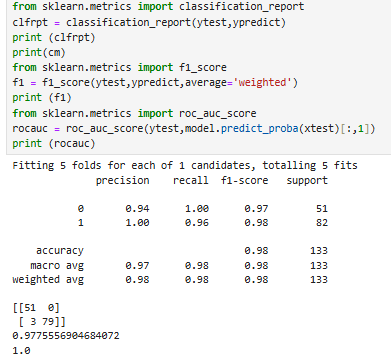 from sklearn.metrics import classification_report
clfrpt = classification_report(ytest,ypredict)
print (clfrpt)
print(cm)
from sklearn.metrics import f1_score
f1 = f1_score(ytest,ypredict,average='weighted')
print (f1)
from sklearn.metrics import roc_auc_score
rocauc = roc_auc_score(ytest,model.predict_proba(xtest)[:,1])
print (rocauc)
Fitting 5 folds for each of 1 candidates, totalling 5 fits
precision recall f1-score support
0 0.94 1.00 0.97 51
1 1.00 0.96 0.98 82
accuracy 0.98 133
macro avg 0.97 0.98 0.98 133
weighted avg 0.98 0.98 0.98 133
[[51 0]
[ 3 79]]
0.9775556904684072
1.0